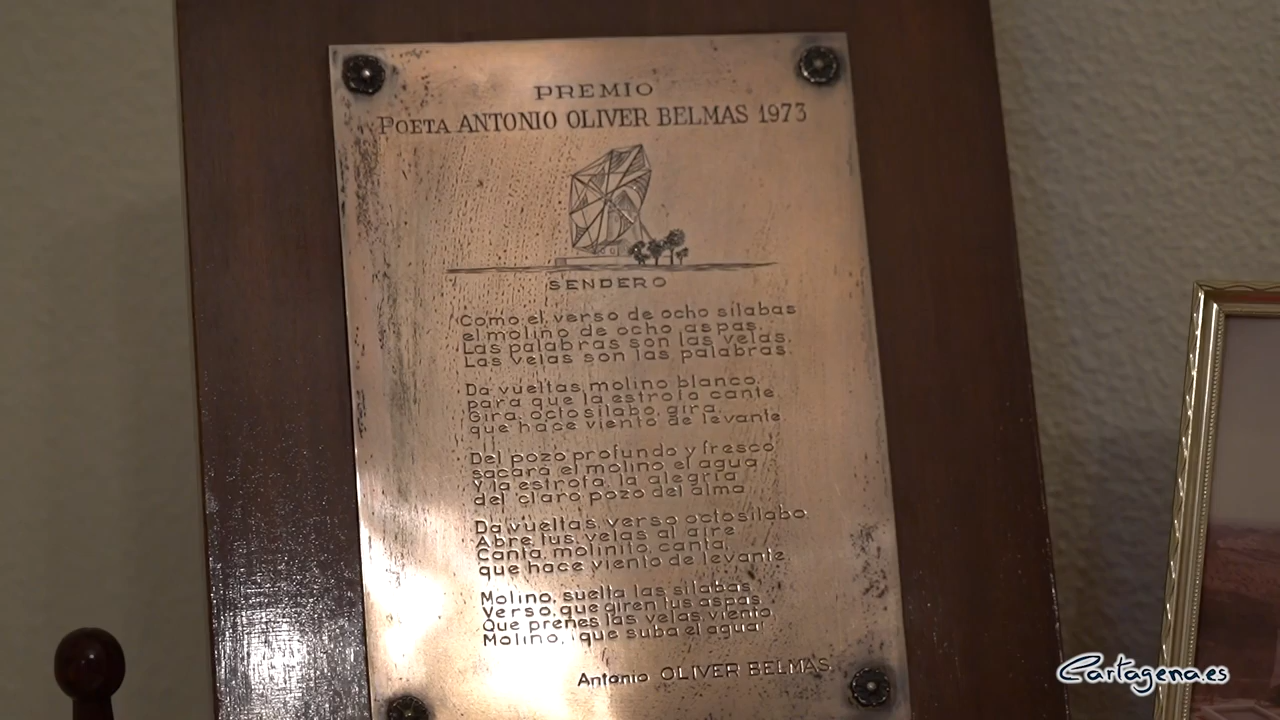 PREMIO
POETA ANTONIO OLIVER BELMAS 1973
SENDERO
Como el verso de ocho sílabas
el molino de ocho aspas.
Las palabras son las velas.
Las velas son las palabras.
Da vueltas molino blanco,
para que la estrofa cante.
Gira, octosílabo, gira,
que hace viento de levante.
Del pozo profundo y fresco
sacará el molino el agua
Y la estrofa, la alegría
del claro pozo del alma
Da vueltas, verso octosílabo.
Abre tus velas al aire
Canta, molinito, canta,
que hace viento de levante.
Molino, suelta las sílabas
Verso, que giren tus aspas.
Que preñes las velas, viento,
Molino, ¡que suba el agua!
Antonio OLIVER BELMAS.
Cartagena.es